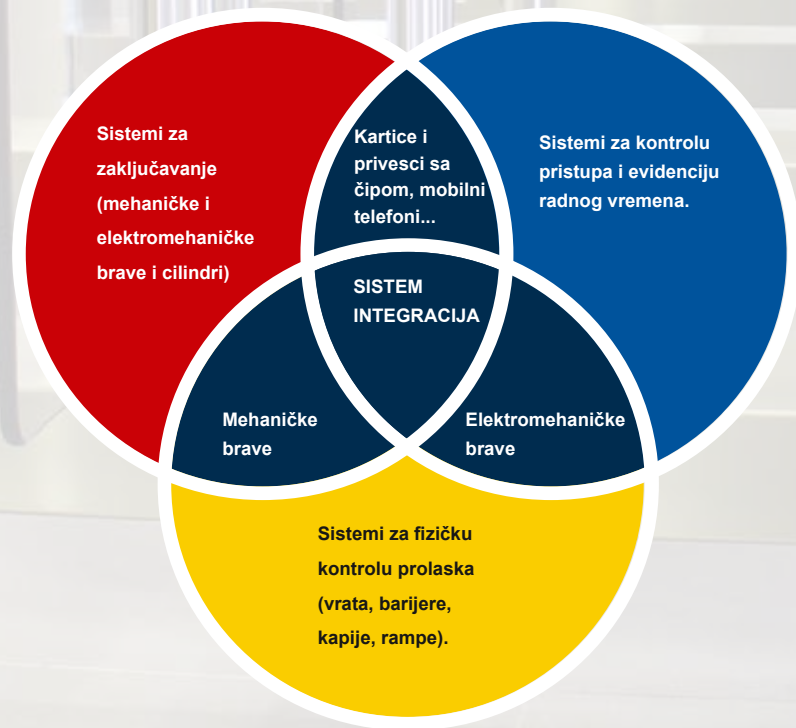 Sistemi za
zaključavanje
(mehaničke i
elektromehaničke
brave i cilindri)
Kartice i
privesci sa
čipom, mobilni
telefoni...
Sistemi za kontrolu
pristupa i evidenciju
radnog vremena.
SISTEM
INTEGRACIJA
Mehaničke
brave
Elektromehaničke
brave
Sistemi za fizičku
kontrolu prolaska
(vrata, barijere,
kapije, rampe).